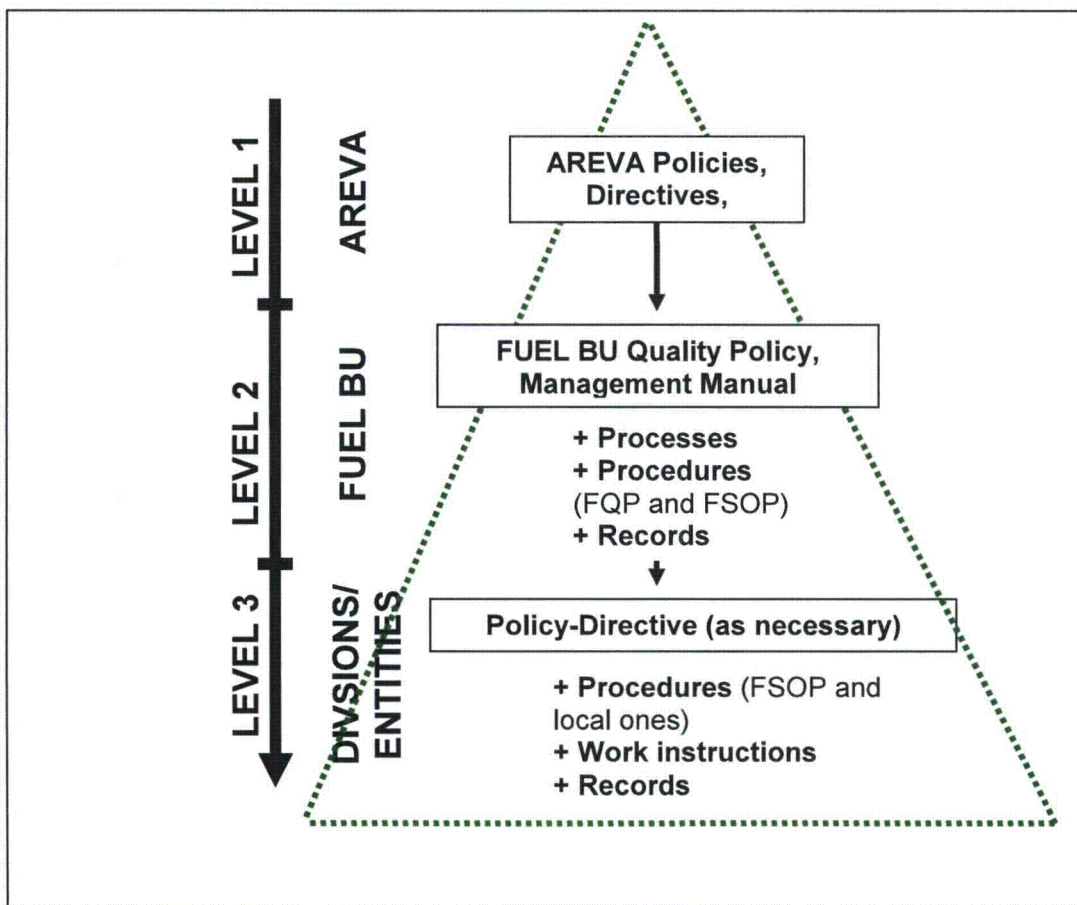 LEVEL 1
AREVA
AREVA Policies,
Directives,
LEVEL 2
FUEL BU
FUEL BU Quality Policy,
Management Manual
+ Processes
+ Procedures
(FQP and FSOP)
+ Records
LEVEL 3
DIVSIONS/
ENTITIIES
Policy-Directive (as necessary)
+ Procedures (FSOP and
local ones)
+ Work instructions
+ Records